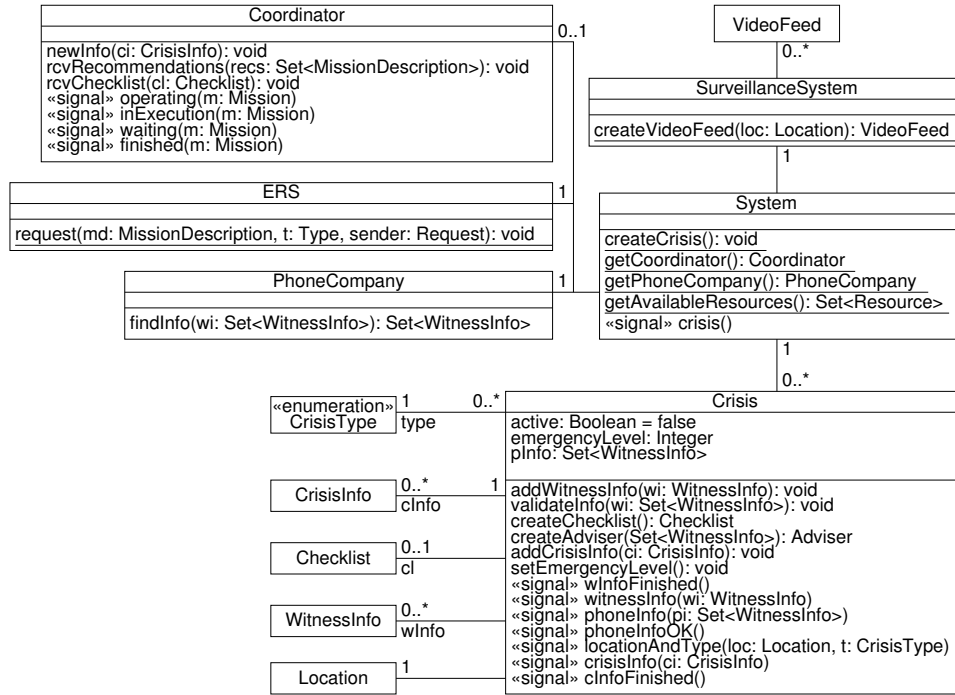 Coordinator
newInfo(ci: CrisisInfo): void
rcvRecommendations(recs: Set<MissionDescription>): void
rcvChecklist(cl: Checklist): void
«signal» operating(m: Mission)
«signal» inExecution(m: Mission)
«signal» waiting(m: Mission)
«signal» finished(m: Mission)
0..1
VideoFeed
0..*
SurveillanceSystem
createVideoFeed(loc: Location): VideoFeed
1
ERS
request(md: MissionDescription, t: Type, sender: Request): void
1
System
createCrisis(): void
getCoordinator(): Coordinator
getPhoneCompany(): PhoneCompany
getAvailableResources(): Set<Resource>
«signal» crisis()
PhoneCompany
findInfo(wi: Set<WitnessInfo>): Set<WitnessInfo>
1
1
0..*
«enumeration»
CrisisType
1
type
0..*
Crisis
active: Boolean = false
emergencyLevel: Integer
pInfo: Set<WitnessInfo>
addWitnessInfo(wi: WitnessInfo): void
validateInfo(wi: Set<WitnessInfo>): void
createChecklist(): Checklist
createAdviser(Set<WitnessInfo>): Adviser
addCrisisInfo(ci: CrisisInfo): void
setEmergencyLevel(): void
«signal» wInfoFinished()
«signal» witnessInfo(wi: WitnessInfo)
«signal» phoneInfo(pi: Set<WitnessInfo>)
«signal» phoneInfoOK()
«signal» locationAndType(loc: Location, t: CrisisType)
«signal» crisisInfo(ci: CrisisInfo)
«signal» cInfoFinished()
CrisisInfo
0..*
cInfo
1
Checklist
0..1
cl
WitnessInfo
0..*
wInfo
Location
1